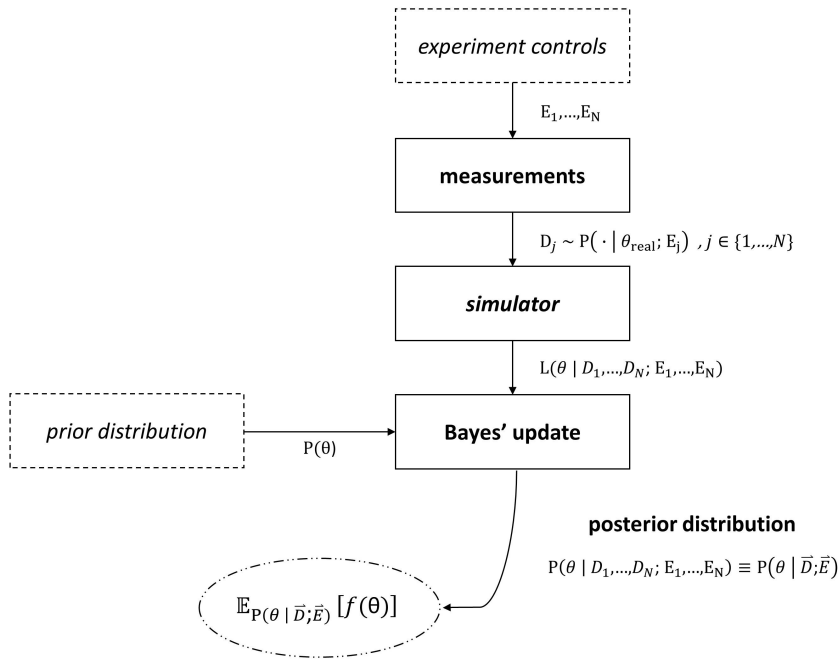 experiment controls
E₁,...,E_N
measurements
D_j ~ P( · | θ_real; E_j) , j ∈ {1,...,N}
simulator
L(θ | D₁,...,D_N; E₁,...,E_N)
prior distribution
P(θ)
Bayes’ update
posterior distribution
P(θ | D₁,...,D_N; E₁,...,E_N) ≡ P(θ | D⃗;E⃗)
𝔼_P(θ | D⃗;E⃗) [f(θ)]